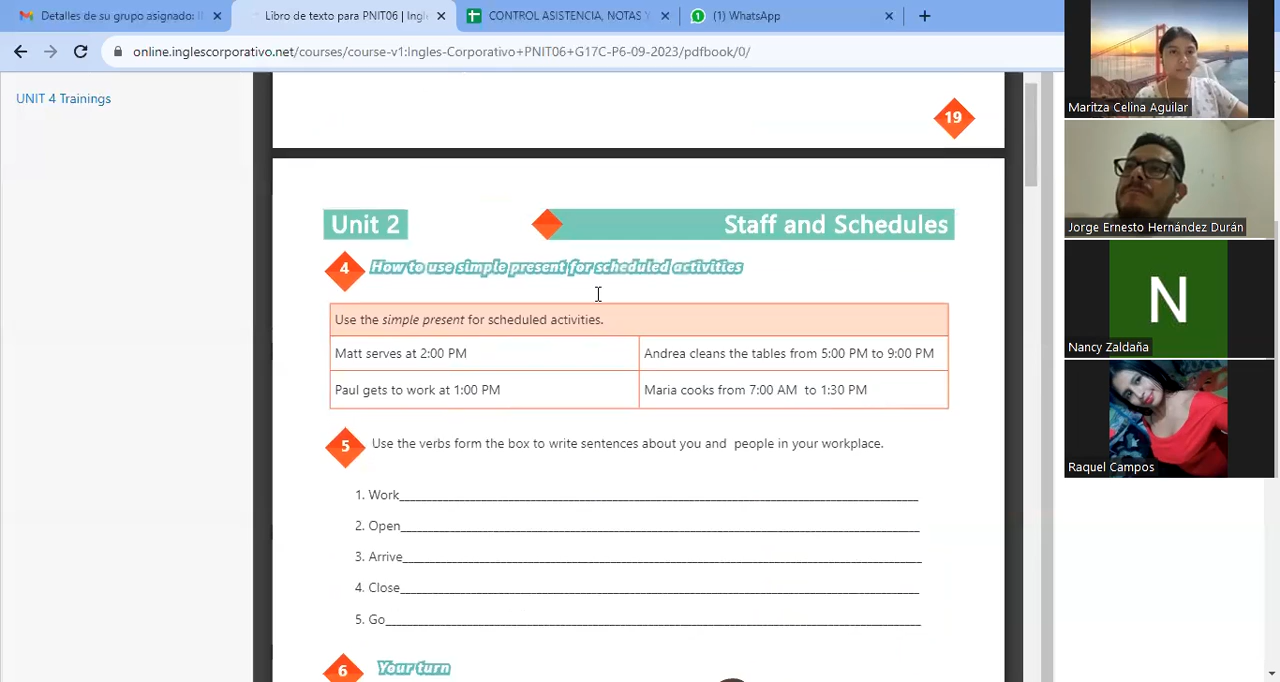 Detalles de su grupo asignado: I
Libro de texto para PNIT06 | Ingl
CONTROL ASISTENCIA, NOTAS Y
(1) WhatsApp
online.inglescorporativo.net/courses/course-v1:Ingles-Corporativo+PNIT06+G17C-P6-09-2023/pdfbook/0/
UNIT 4 Trainings
19
Unit 2
Staff and Schedules
4 How to use simple present for scheduled activities
Use the simple present for scheduled activities.
Matt serves at 3:00 PM
Andrea cleans the tables from 5:00 PM to 9:00 PM
Paul gets to work at 1:00 PM
Maria cooks from 7:00 AM to 1:30 PM
5 Use the verbs form the box to write sentences about you and people in your workplace.
1. Work
2. Open
3. Arrive
4. Close
5. Go
6 Your turn
Maritza Celina Aguilar
Jorge Ernesto Hernández Durán
N
Nancy Zaldaña
Raquel Campos